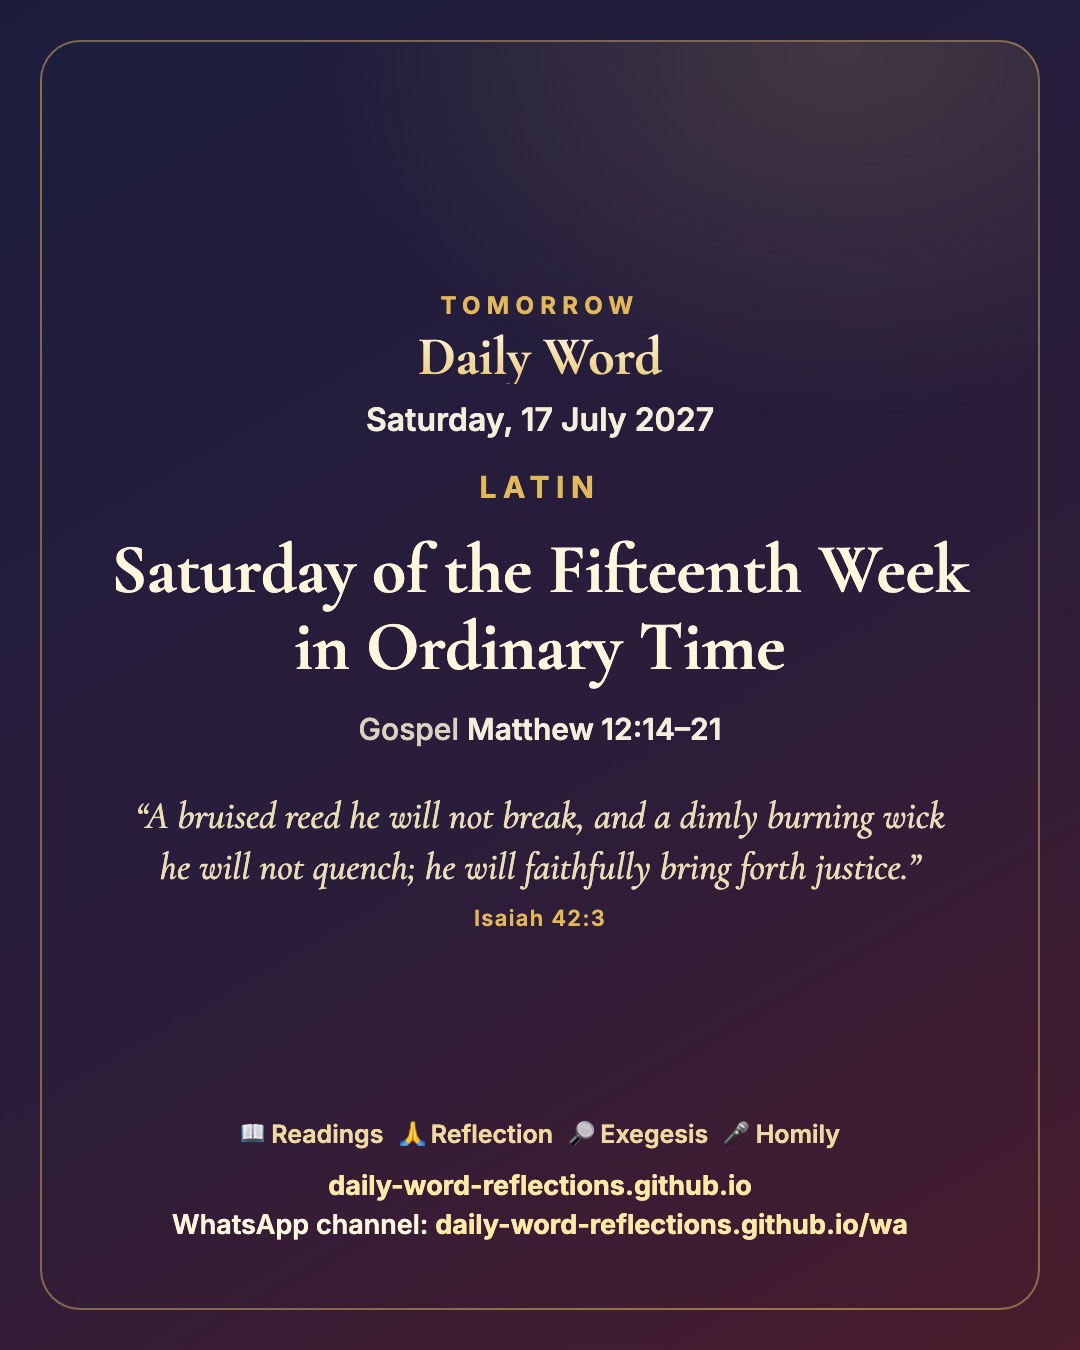 TOMORROW
Daily Word
Saturday, 17 July 2027
LATIN
Saturday of the Fifteenth Week
in Ordinary Time
Gospel Matthew 12:14–21
“A bruised reed he will not break, and a dimly burning wick
he will not quench; he will faithfully bring forth justice.”
Isaiah 42:3
📖 Readings 🙏 Reflection 🔎 Exegesis 🎤 Homily
daily-word-reflections.github.io
WhatsApp channel: daily-word-reflections.github.io/wa